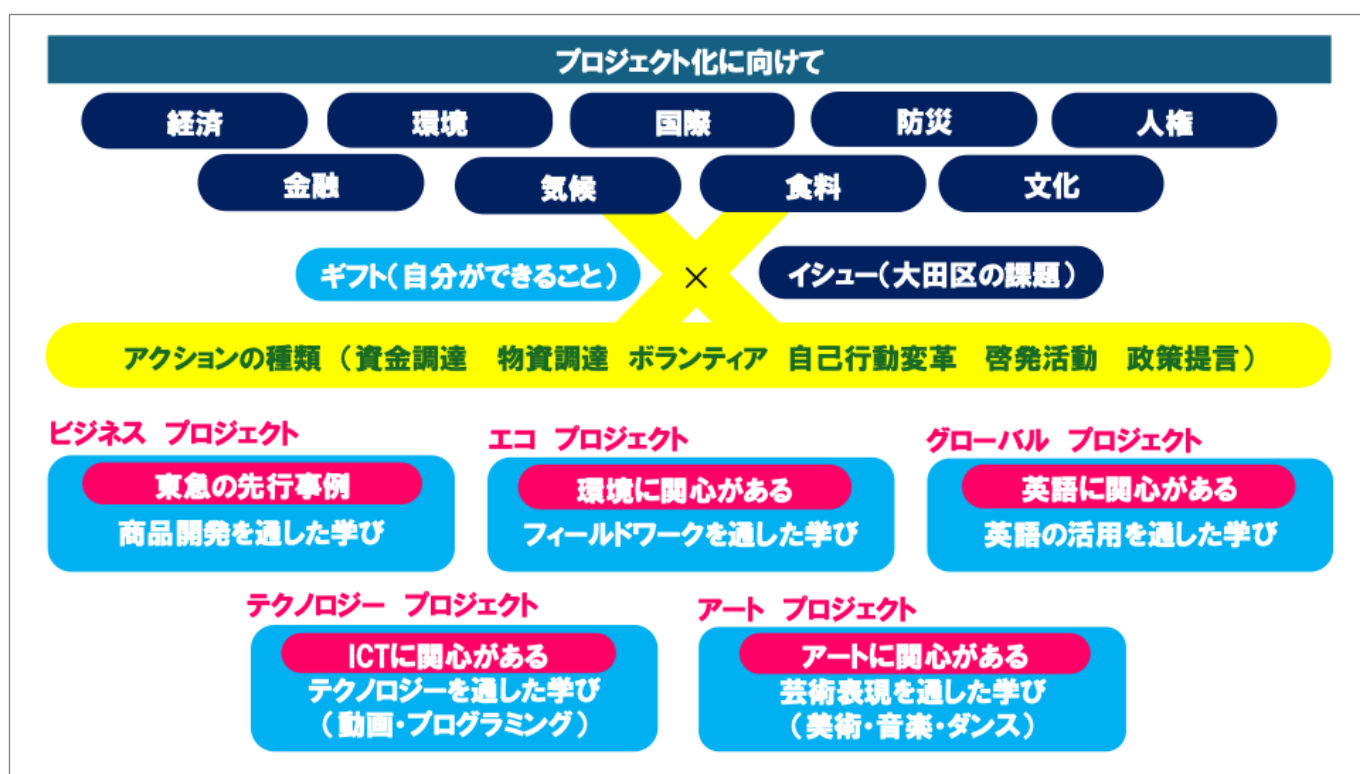 プロジェクト化に向けて
経済 環境 国際 防災 人権
金融 気候 食料 文化
ギフト(自分ができること) × イシュー(大田区の課題)
アクションの種類 (資金調達 物資調達 ボランティア 自己行動変革 啓発活動 政策提言)
ビジネス プロジェクト
東急の先行事例
商品開発を通した学び
エコ プロジェクト
環境に関心がある
フィールドワークを通した学び
グローバル プロジェクト
英語に関心がある
英語の活用を通した学び
テクノロジー プロジェクト
ICTに関心がある
テクノロジーを通した学び
(動画・プログラミング)
アート プロジェクト
アートに関心がある
芸術表現を通した学び
(美術・音楽・ダンス)